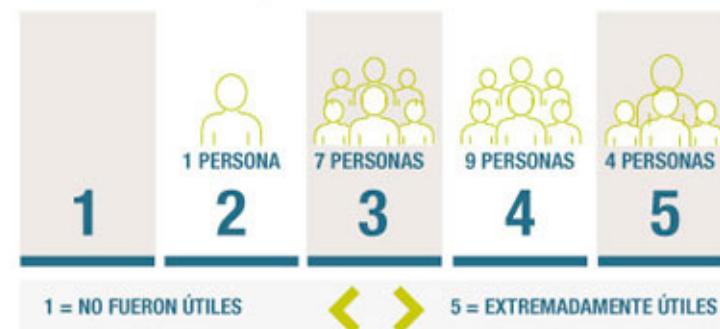 1 PERSONA 7 PERSONAS 9 PERSONAS 4 PERSONAS
1 2 3 4 5
1 = NO FUERON ÚTILES 5 = EXTREMADAMENTE ÚTILES